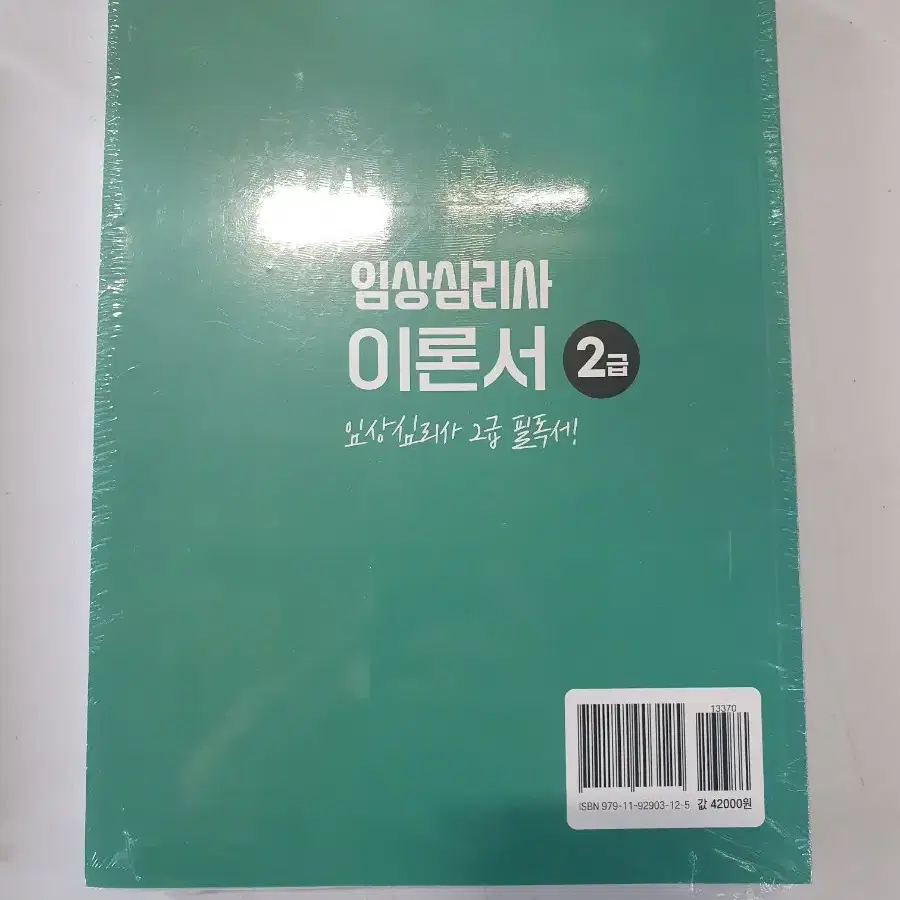 임상심리사
이론서 2급
임상심리사 2급 필독서!
13370
ISBN 979-11-92903-12-5 값 42000원